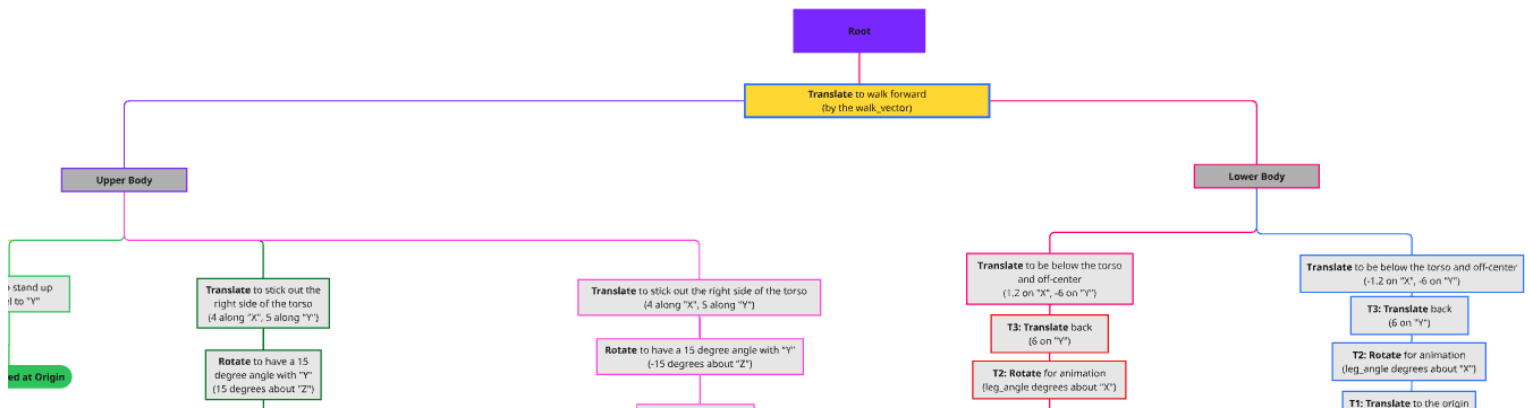 Root
Translate to walk forward
(by the walk_vector)
Upper Body
Lower Body
stand up
to "Y"
ed at Origin
Translate to stick out the
right side of the torso
(4 along "X", 5 along "Y")
Rotate to have a 15
degree angle with "Y"
(15 degrees about "Z")
Translate to stick out the right side of the torso
(4 along "X", 5 along "Y")
Rotate to have a 15 degree angle with "Y"
(-15 degrees about "Z")
Translate to be below the torso
and off-center
(1.2 on "X", -6 on "Y")
T3: Translate back
(6 on "Y")
T2: Rotate for animation
(leg_angle degrees about "X")
Translate to be below the torso and off-center
(-1.2 on "X", -6 on "Y")
T3: Translate back
(6 on "Y")
T2: Rotate for animation
(leg_angle degrees about "X")
T1: Translate to the origin